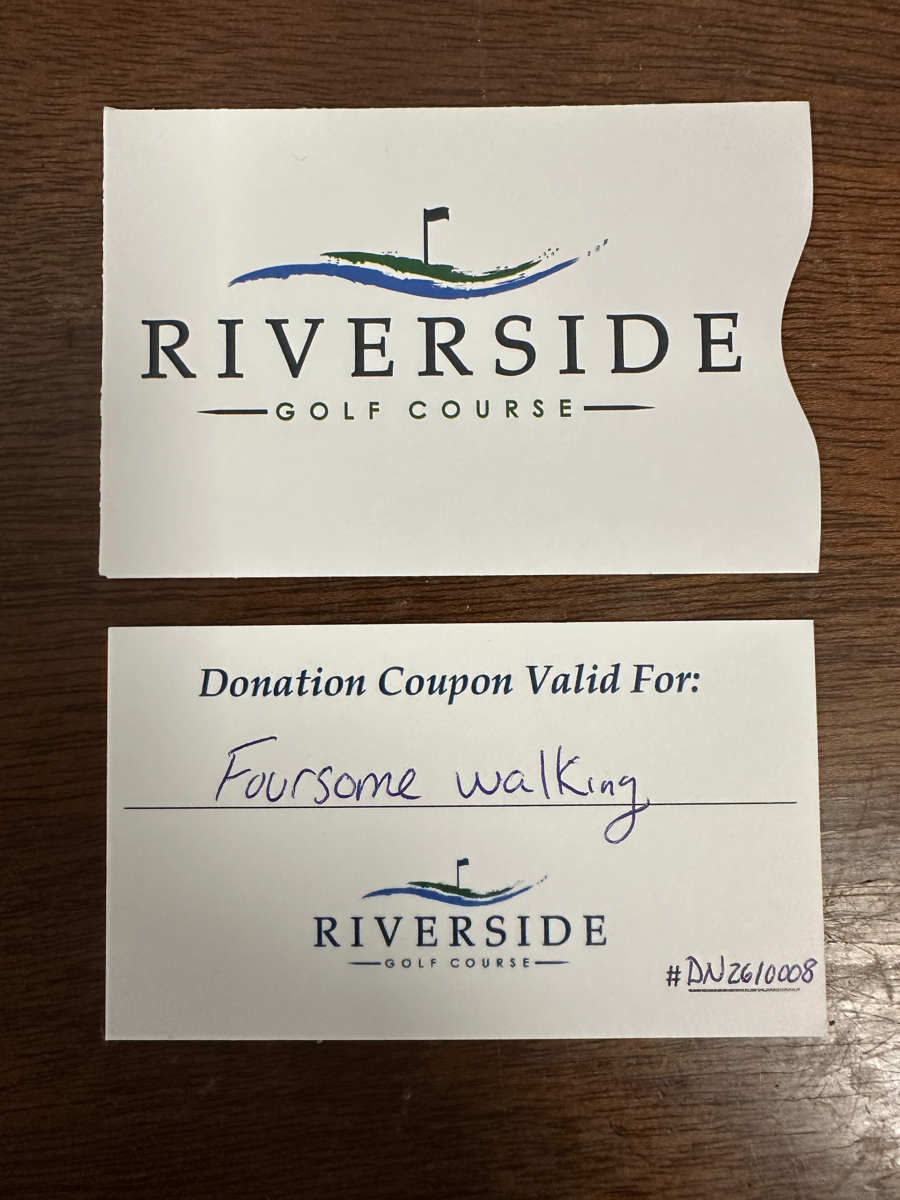 RIVERSIDE
GOLF COURSE
Donation Coupon Valid For:
Foursome walking
RIVERSIDE
GOLF COURSE
#DN2610008